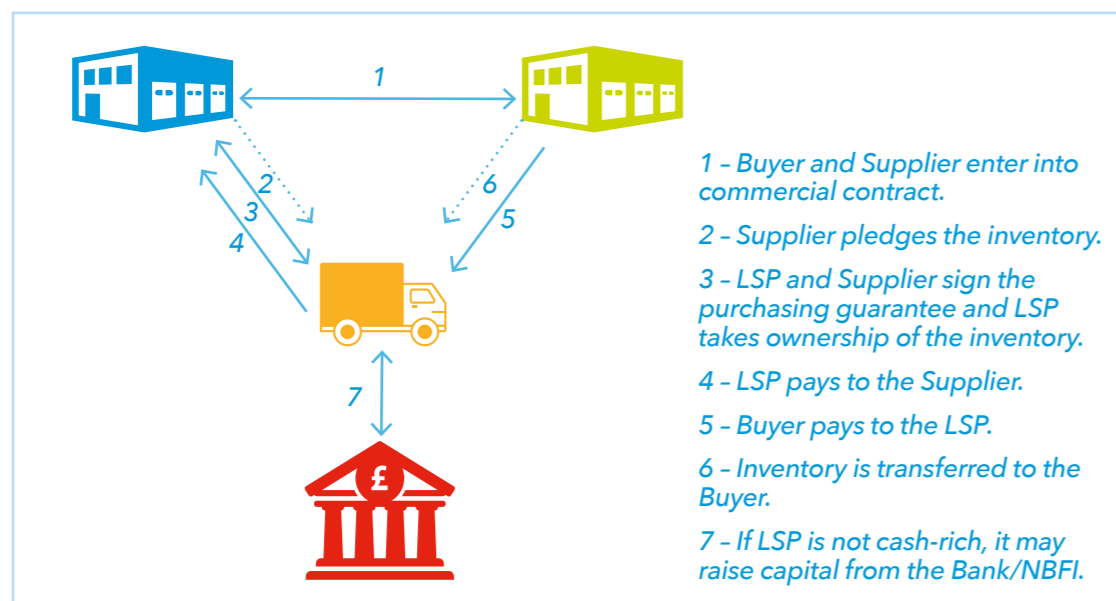 1
2
3
4
6
5
7
£
1 – Buyer and Supplier enter into
commercial contract.
2 – Supplier pledges the inventory.
3 – LSP and Supplier sign the
purchasing guarantee and LSP
takes ownership of the inventory.
4 – LSP pays to the Supplier.
5 – Buyer pays to the LSP.
6 – Inventory is transferred to the
Buyer.
7 – If LSP is not cash-rich, it may
raise capital from the Bank/NBFI.